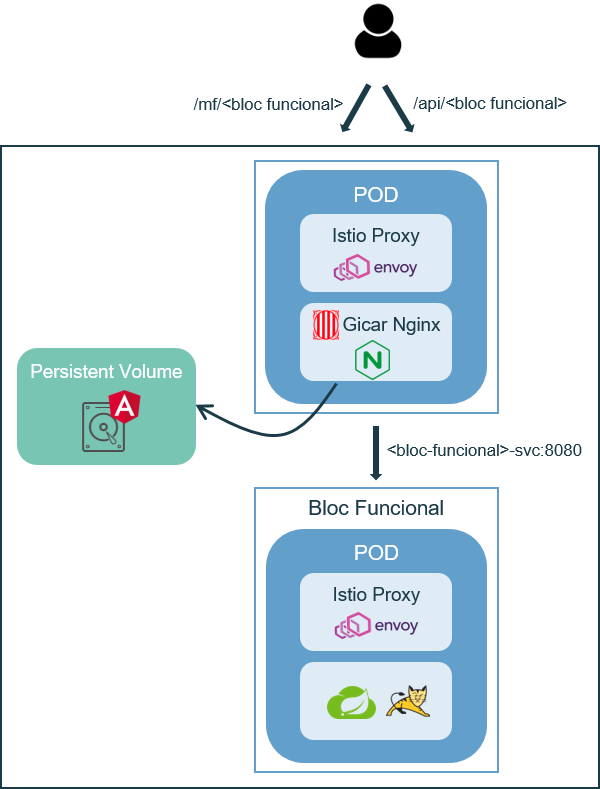 /mf/<bloc funcional>
/api/<bloc funcional>
POD
Istio Proxy
envoy
Gicar Nginx
N
Persistent Volume
A
<bloc-funcional>-svc:8080
Bloc Funcional
POD
Istio Proxy
envoy